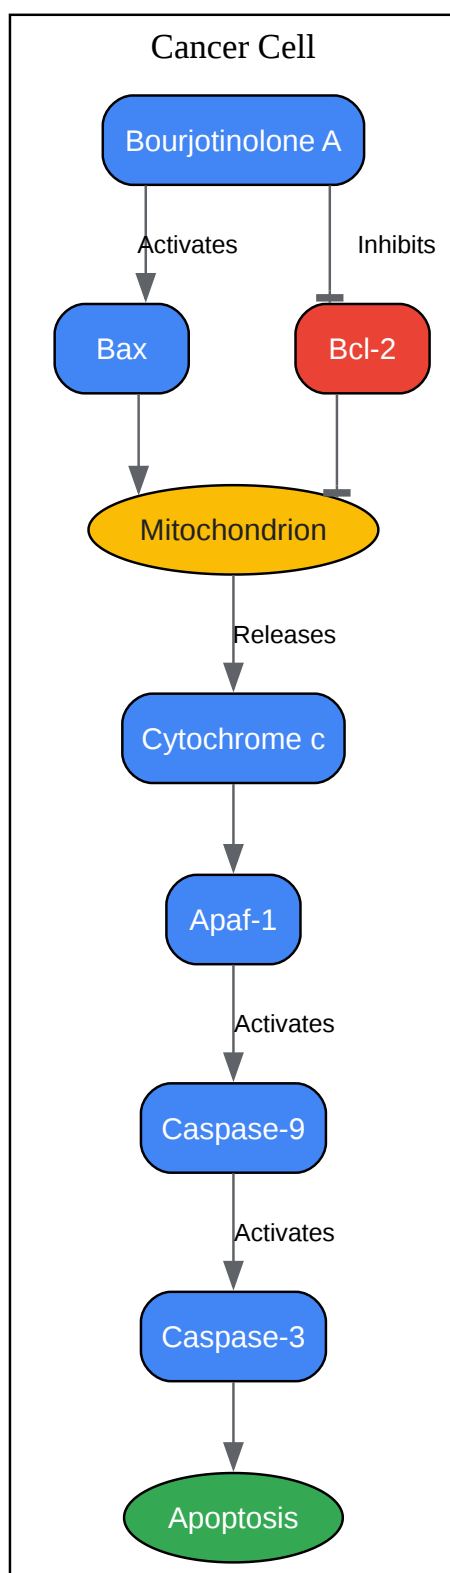 Cancer Cell
Bourjotinolone A
Activates
Inhibits
Bax
Bcl-2
Mitochondrion
Releases
Cytochrome c
Apaf-1
Activates
Caspase-9
Activates
Caspase-3
Apoptosis